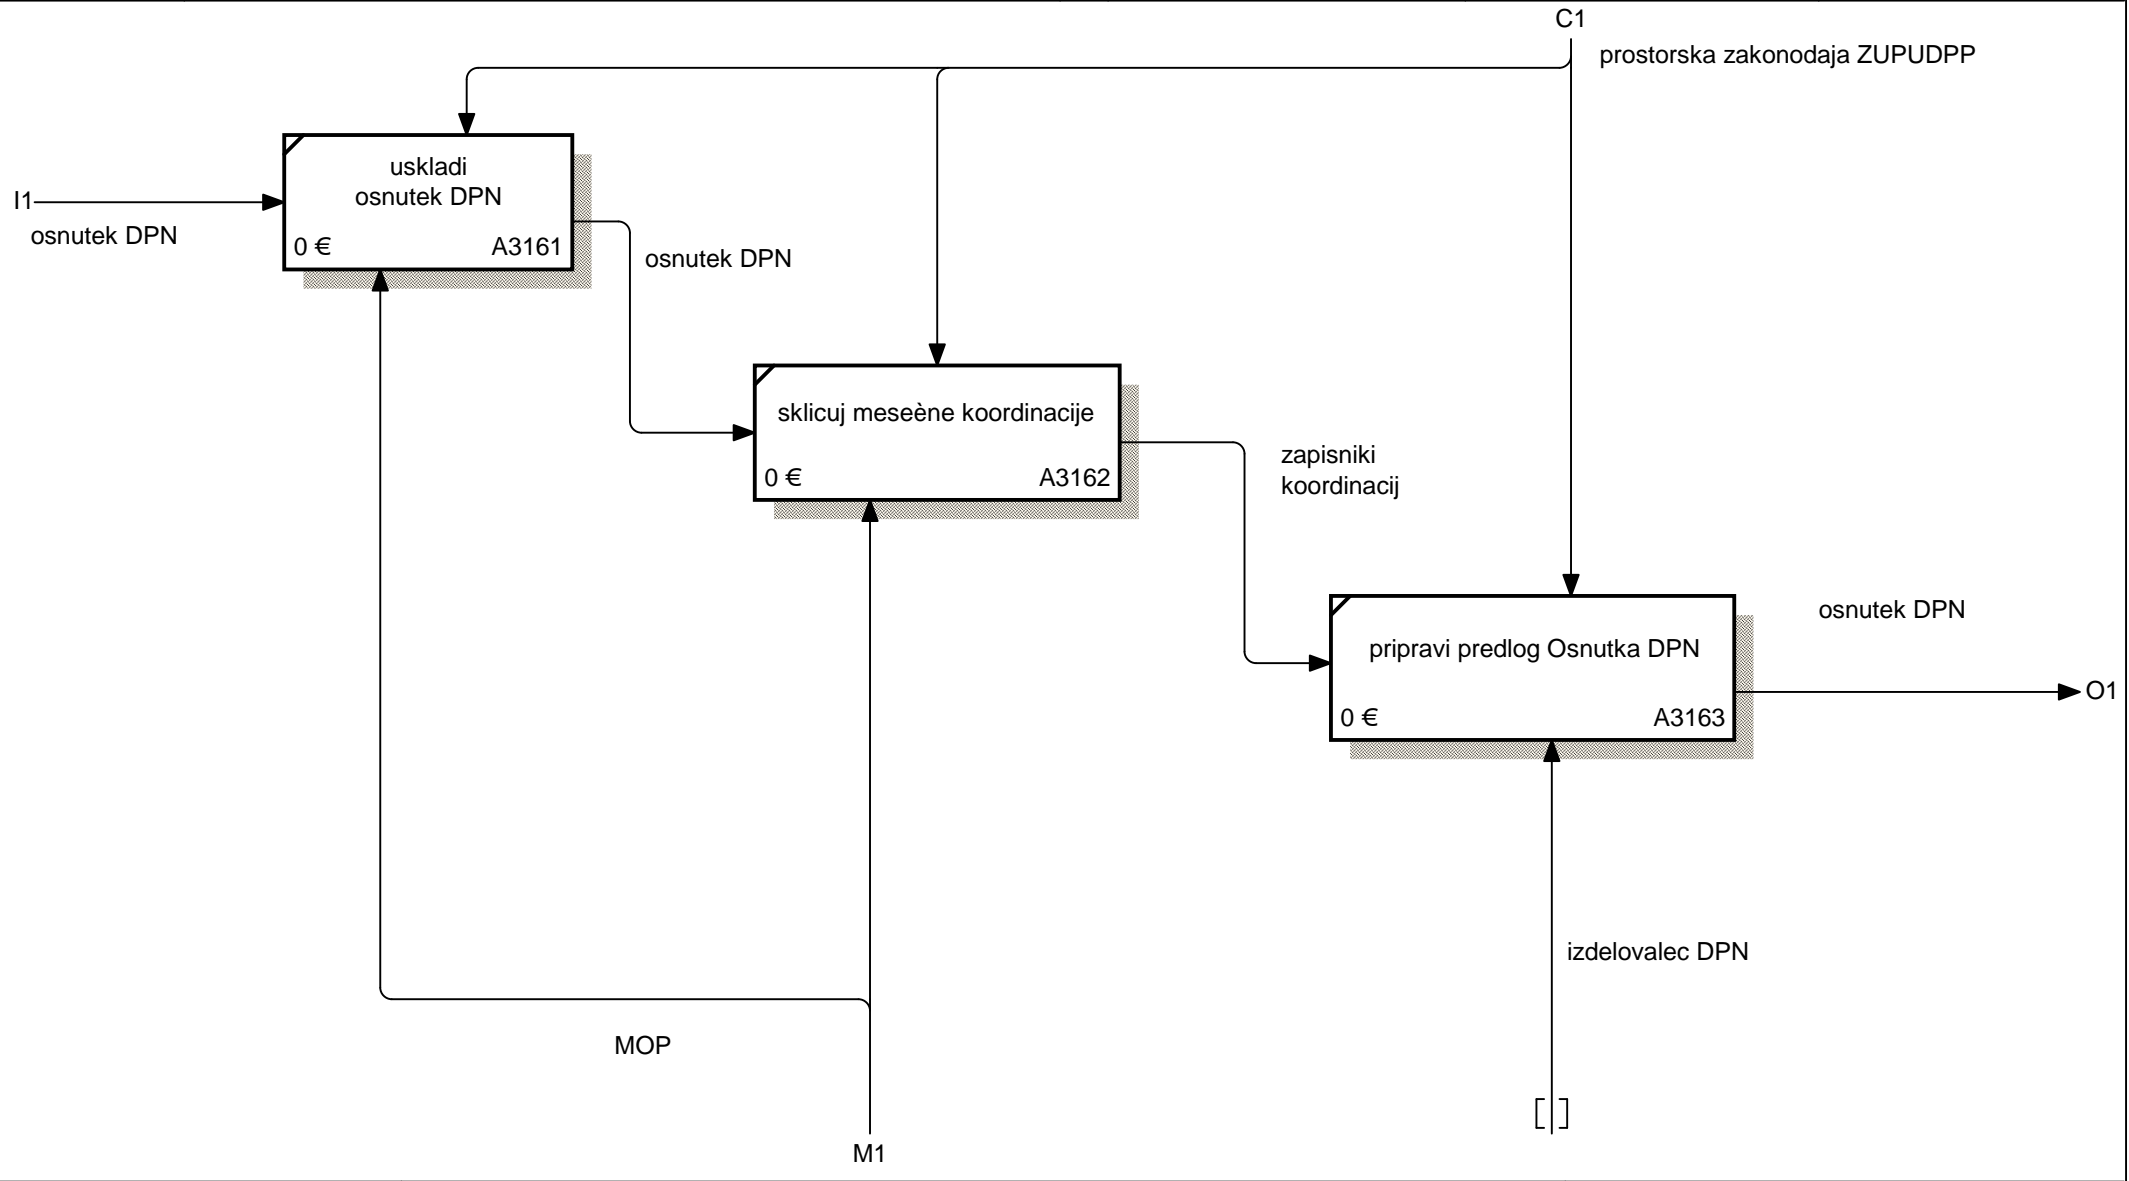 C1
prostorska zakonodaja ZUPUDPP
uskladi
osnutek DPN
0 €
A3161
I1
osnutek DPN
osnutek DPN
sklicuj meseène koordinacije
0 €
A3162
zapisniki
koordinacij
pripravi predlog Osnutka DPN
0 €
A3163
osnutek DPN
O1
izdelovalec DPN
MOP
M1